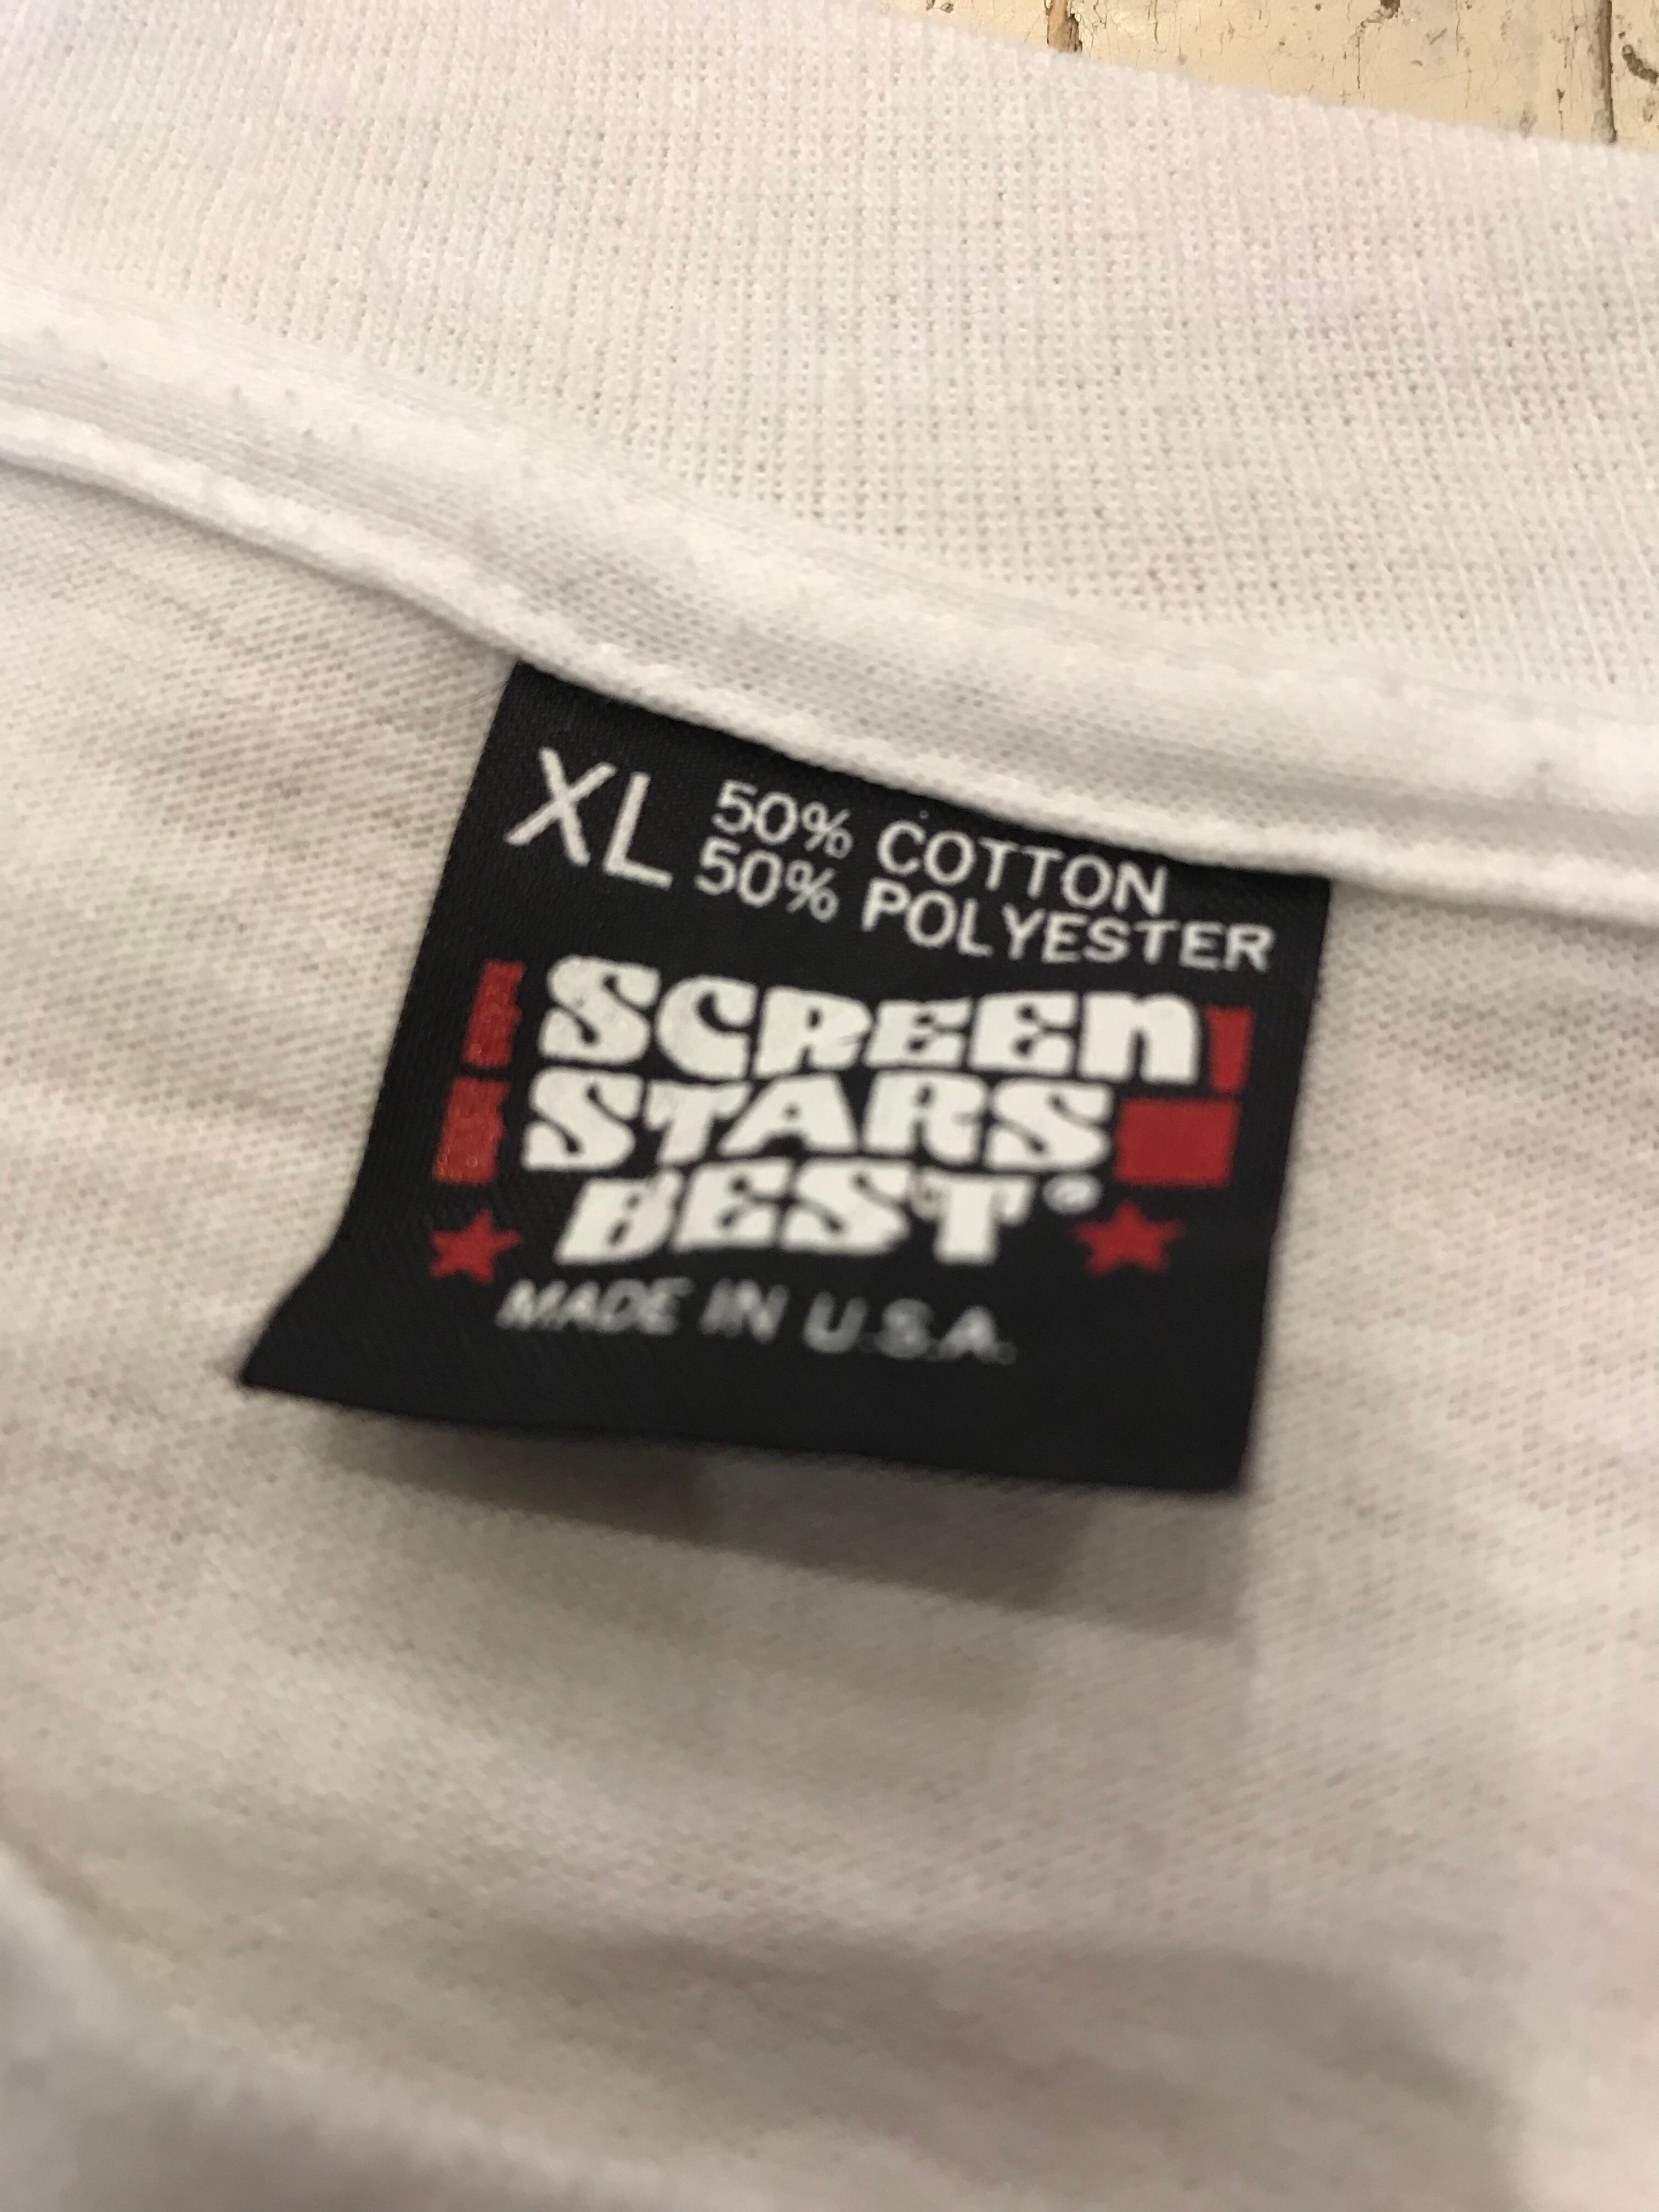 XL 50% COTTON
50% POLYESTER
SCREEN
STARS
BEST®
MADE IN U.S.A.